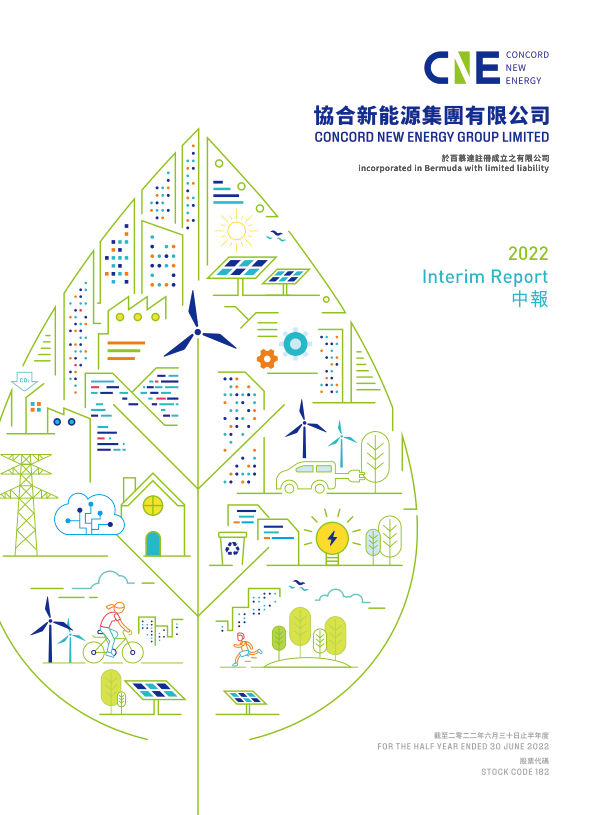 CNE
CONCORD
NEW
ENERGY
協合新能源集團有限公司
CONCORD NEW ENERGY GROUP LIMITED
於百慕達註冊成立之有限公司
incorporated in Bermuda with limited liability
2022
Interim Report
中報
CO₂
截至二零二二年六月三十日止半年度
FOR THE HALF YEAR ENDED 30 JUNE 2022
股票代碼
STOCK CODE 182